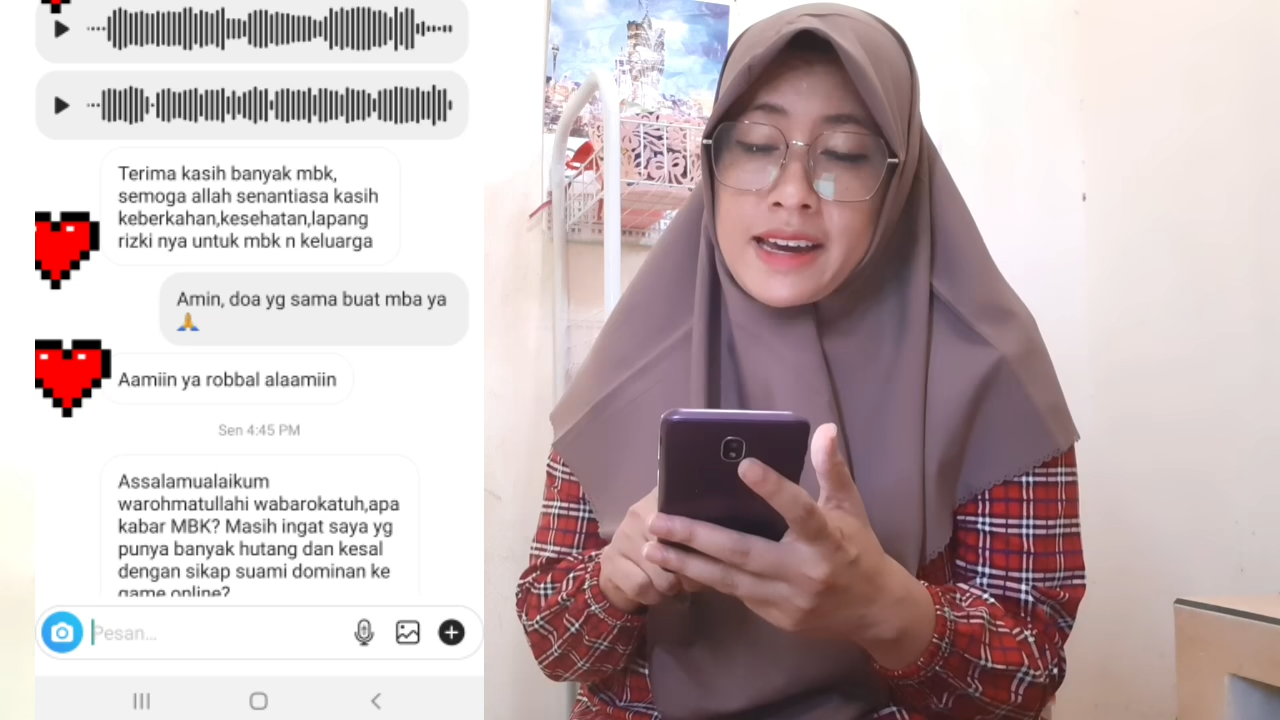 Terima kasih banyak mbk,
semoga allah senantiasa kasih
keberkahan,kesehatan,lapang
rizki nya untuk mbk n keluarga
Amin, doa yg sama buat mba ya
🙏
Aamiin ya robbal alaamiin
Sen 4:45 PM
Assalamualaikum
warohmatullahi wabarokatuh,apa
kabar MBK? Masih ingat saya yg
punya banyak hutang dan kesal
dengan sikap suami dominan ke
game online?
Pesan...